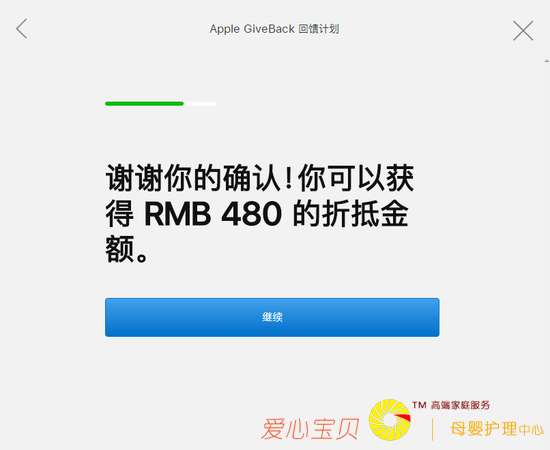 Apple GiveBack 回馈计划
谢谢你的确认!你可以获
得 RMB 480 的折抵金
额。
继续
TM 高端家庭服务
爱心宝贝
母婴护理中心